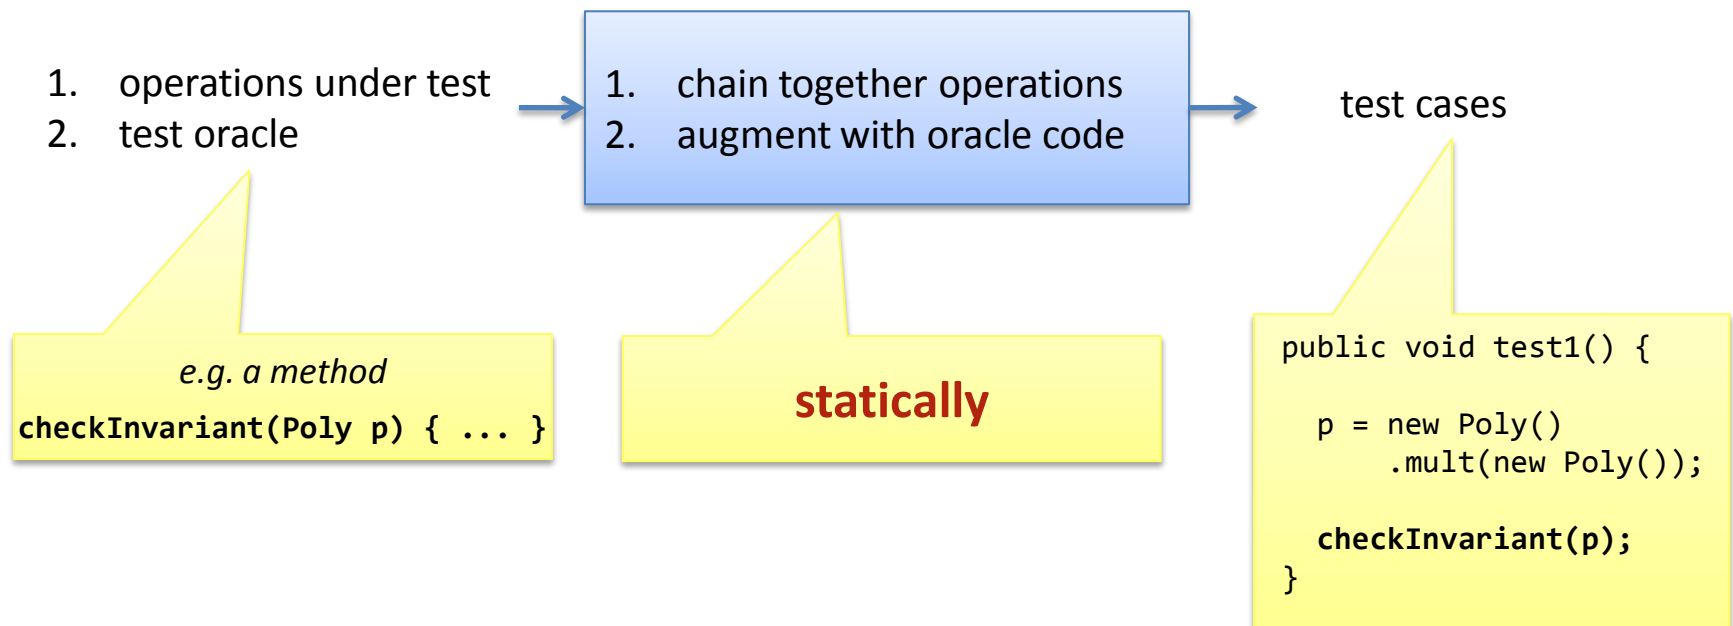 1. operations under test
2. test oracle
1. chain together operations
2. augment with oracle code
test cases
e.g. a method
checkInvariant(Poly p) { ... }
statically
public void test1() {
p = new Poly()
.mult(new Poly());
checkInvariant(p);
}